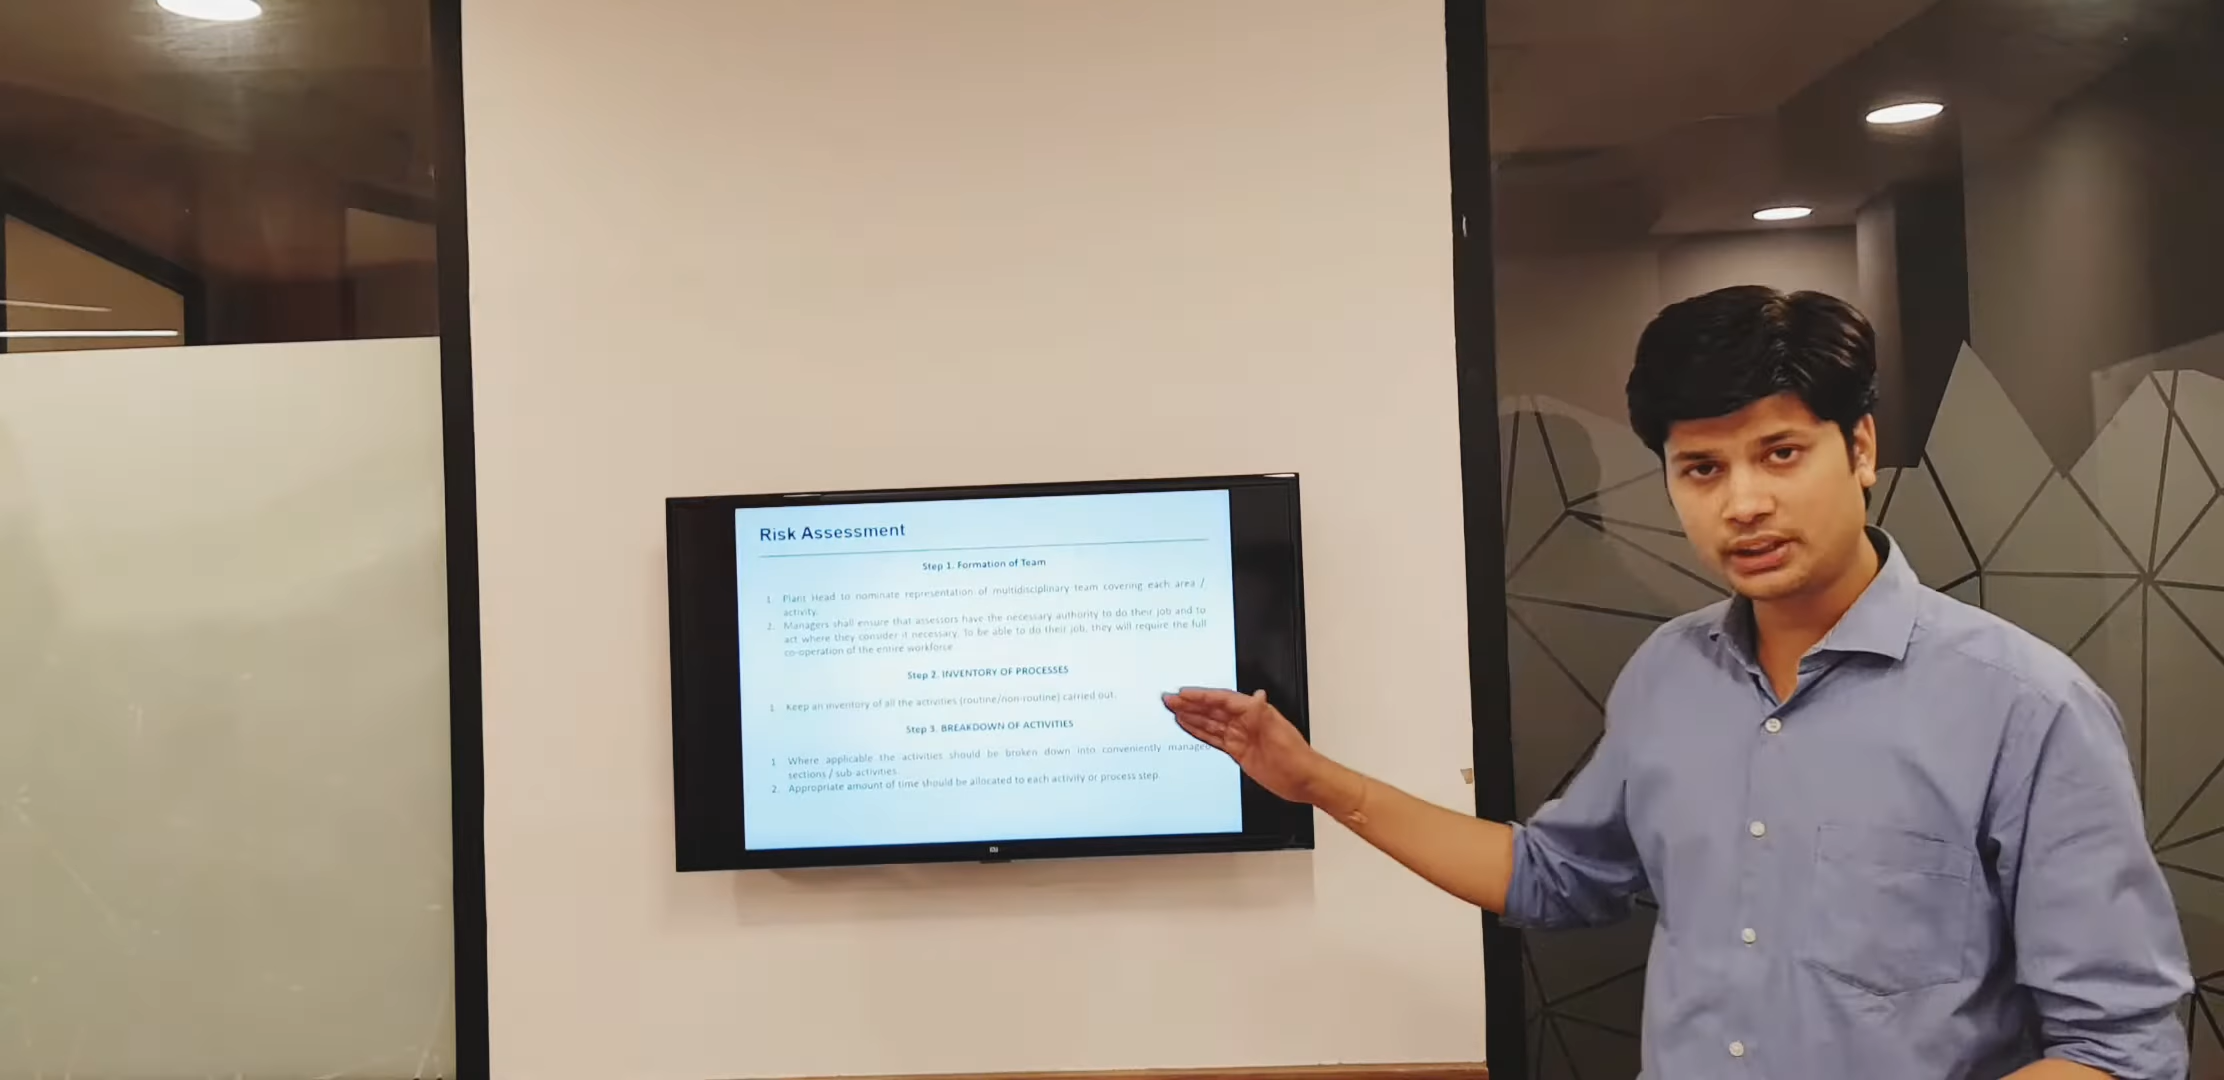 Risk Assessment
Step 1. Formation of Team
1. Plant Head to nominate representation of multidisciplinary team covering each area /
activity.
2. Managers shall ensure that assessors have the necessary authority to do their job and to
act where they consider it necessary. To be able to do their job, they will require the full
co-operation of the entire workforce
Step 2. INVENTORY OF PROCESSES
1. Keep an inventory of all the activities (routine/non-routine) carried out.
Step 3. BREAKDOWN OF ACTIVITIES
1 Where applicable the activities should be broken down into conveniently managed
sections / sub activities.
2. Appropriate amount of time should be allocated to each activity or process step.
mi